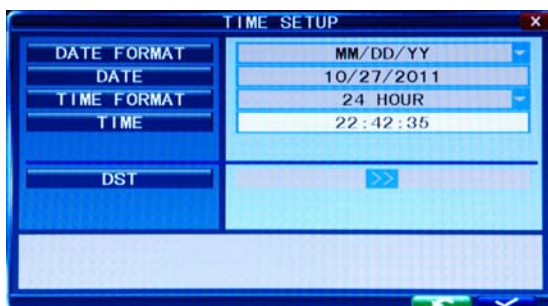 TIME SETUP X
DATE FORMAT MM/DD/YY
DATE 10/27/2011
TIME FORMAT 24 HOUR
TIME 22:42:35
DST >>